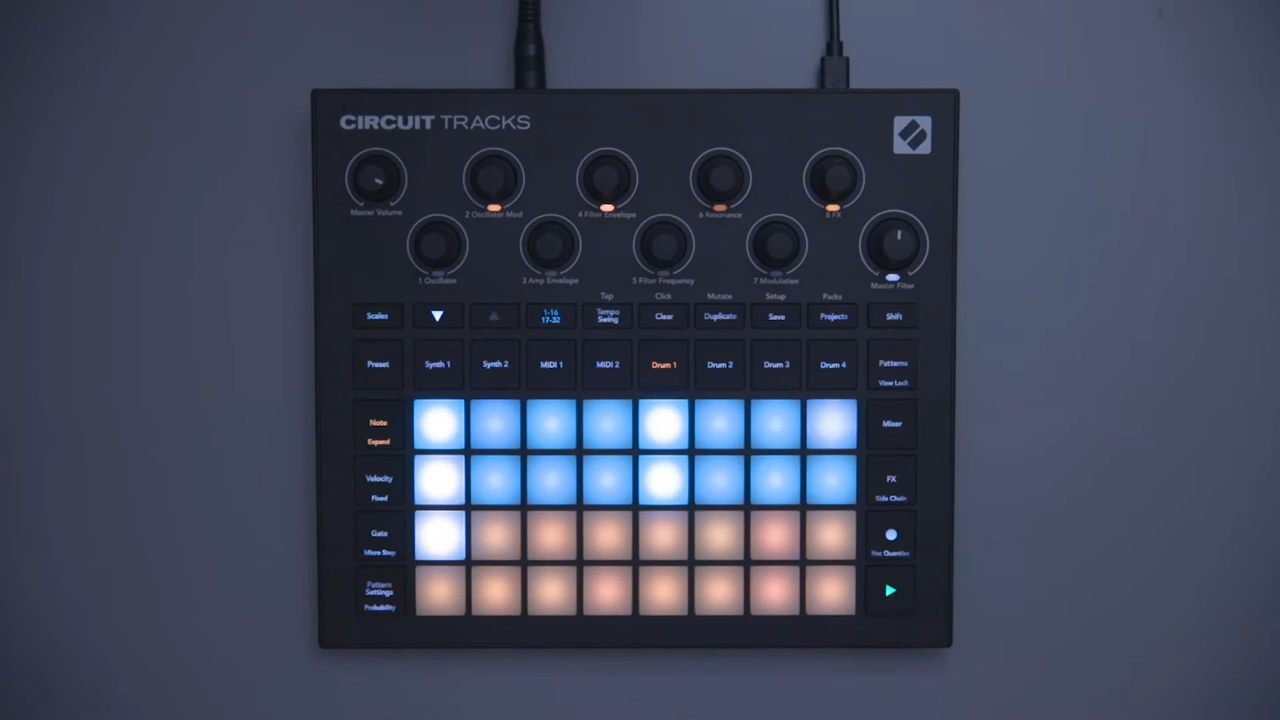 CIRCUIT TRACKS
Master Volume
2 Oscillator Mod
4 Filter Envelope
6 Resonance
8 FX
1 Oscillator
3 Amp Envelope
5 Filter Frequency
7 Modulation
Master Filter
Tap
Click
Mutate
Setup
Packs
Scales
1-16
17-32
Tempo
Swing
Clear
Duplicate
Save
Projects
Shift
Preset
Synth 1
Synth 2
MIDI 1
MIDI 2
Drum 1
Drum 2
Drum 3
Drum 4
Patterns
View Lock
Note
Expand
Mixer
Velocity
Fixed
FX
Side Chain
Gate
Micro Step
Rec Quantise
Pattern
Settings
Probability